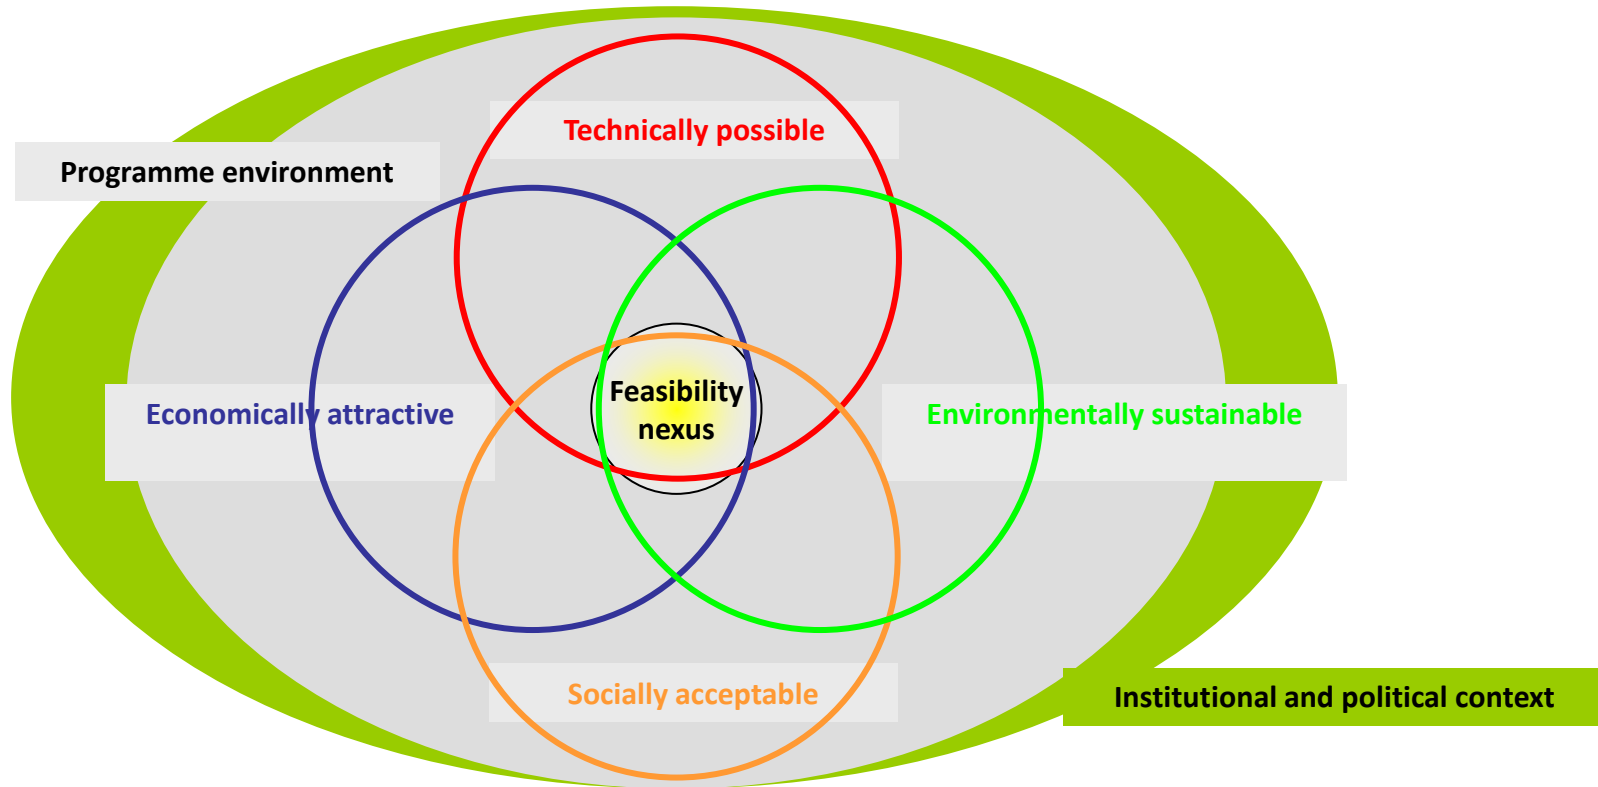 Technically possible
Programme environment
Feasibility
nexus
Economically attractive
Environmentally sustainable
Socially acceptable
Institutional and political context